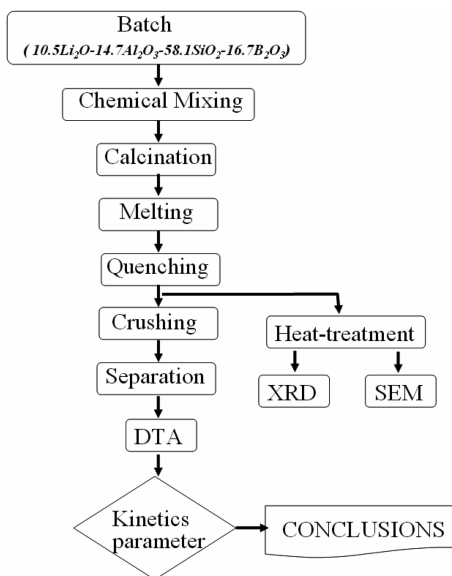 Batch
( 10.5Li₂O-14.7Al₂O₃-58.1SiO₂-16.7B₂O₃)
Chemical Mixing
Calcination
Melting
Quenching
Crushing
Heat-treatment
Separation
XRD
SEM
DTA
Kinetics
parameter
CONCLUSIONS